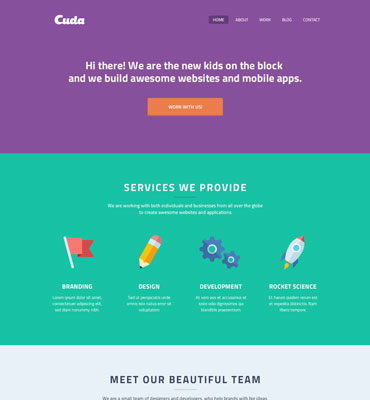 Cuda
HOME ABOUT WORK BLOG CONTACT
Hi there! We are the new kids on the block
and we build awesome websites and mobile apps.
WORK WITH US!
SERVICES WE PROVIDE
We are working with both individuals and businesses from all over the globe
to create awesome websites and applications.
BRANDING DESIGN DEVELOPMENT ROCKET SCIENCE
Lorem ipsum dolor sit amet, Sed ut perspiciatis unde At vero eos et accusamus et Et harum quidem rerum est
consectetuer adipiscing elit, omnis iste natus error sit iusto odio dignissimos qui et expedita distinctio. Nam
sed diam nonummy nibh. voluptatem. blanditiis praesentium. libero tempore.
MEET OUR BEAUTIFUL TEAM
We are a small team of designers and developers, who help brands with big ideas.